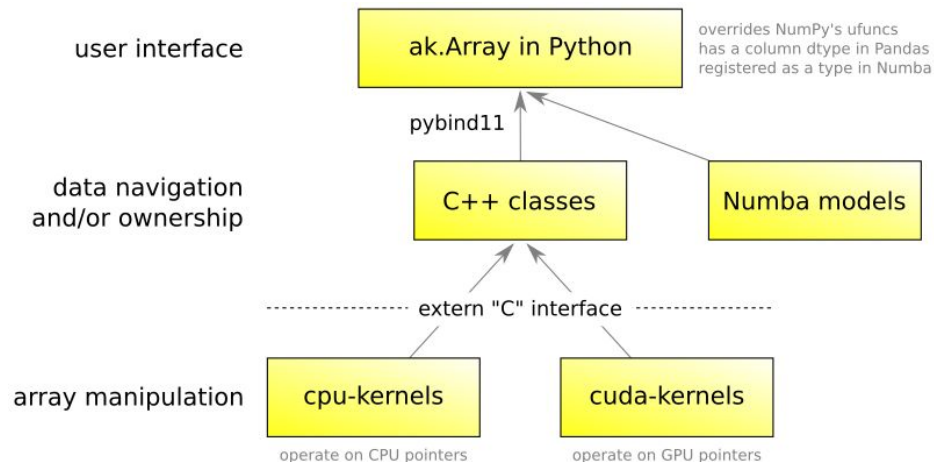 user interface
ak.Array in Python
overrides NumPy's ufuncs
has a column dtype in Pandas
registered as a type in Numba
pybind11
data navigation
and/or ownership
C++ classes
Numba models
extern "C" interface
array manipulation
cpu-kernels
cuda-kernels
operate on CPU pointers
operate on GPU pointers